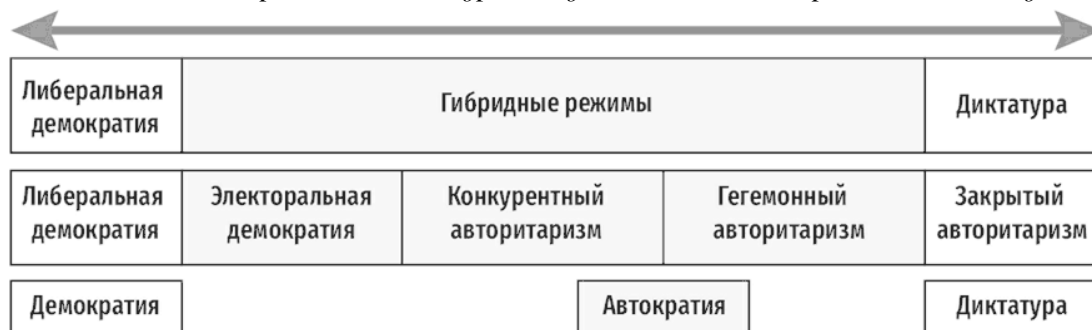 Либеральная
демократия
Гибридные режимы
Диктатура
Либеральная
демократия
Электоральная
демократия
Конкурентный
авторитаризм
Гегемонный
авторитаризм
Закрытый
авторитаризм
Демократия
Автократия
Диктатура